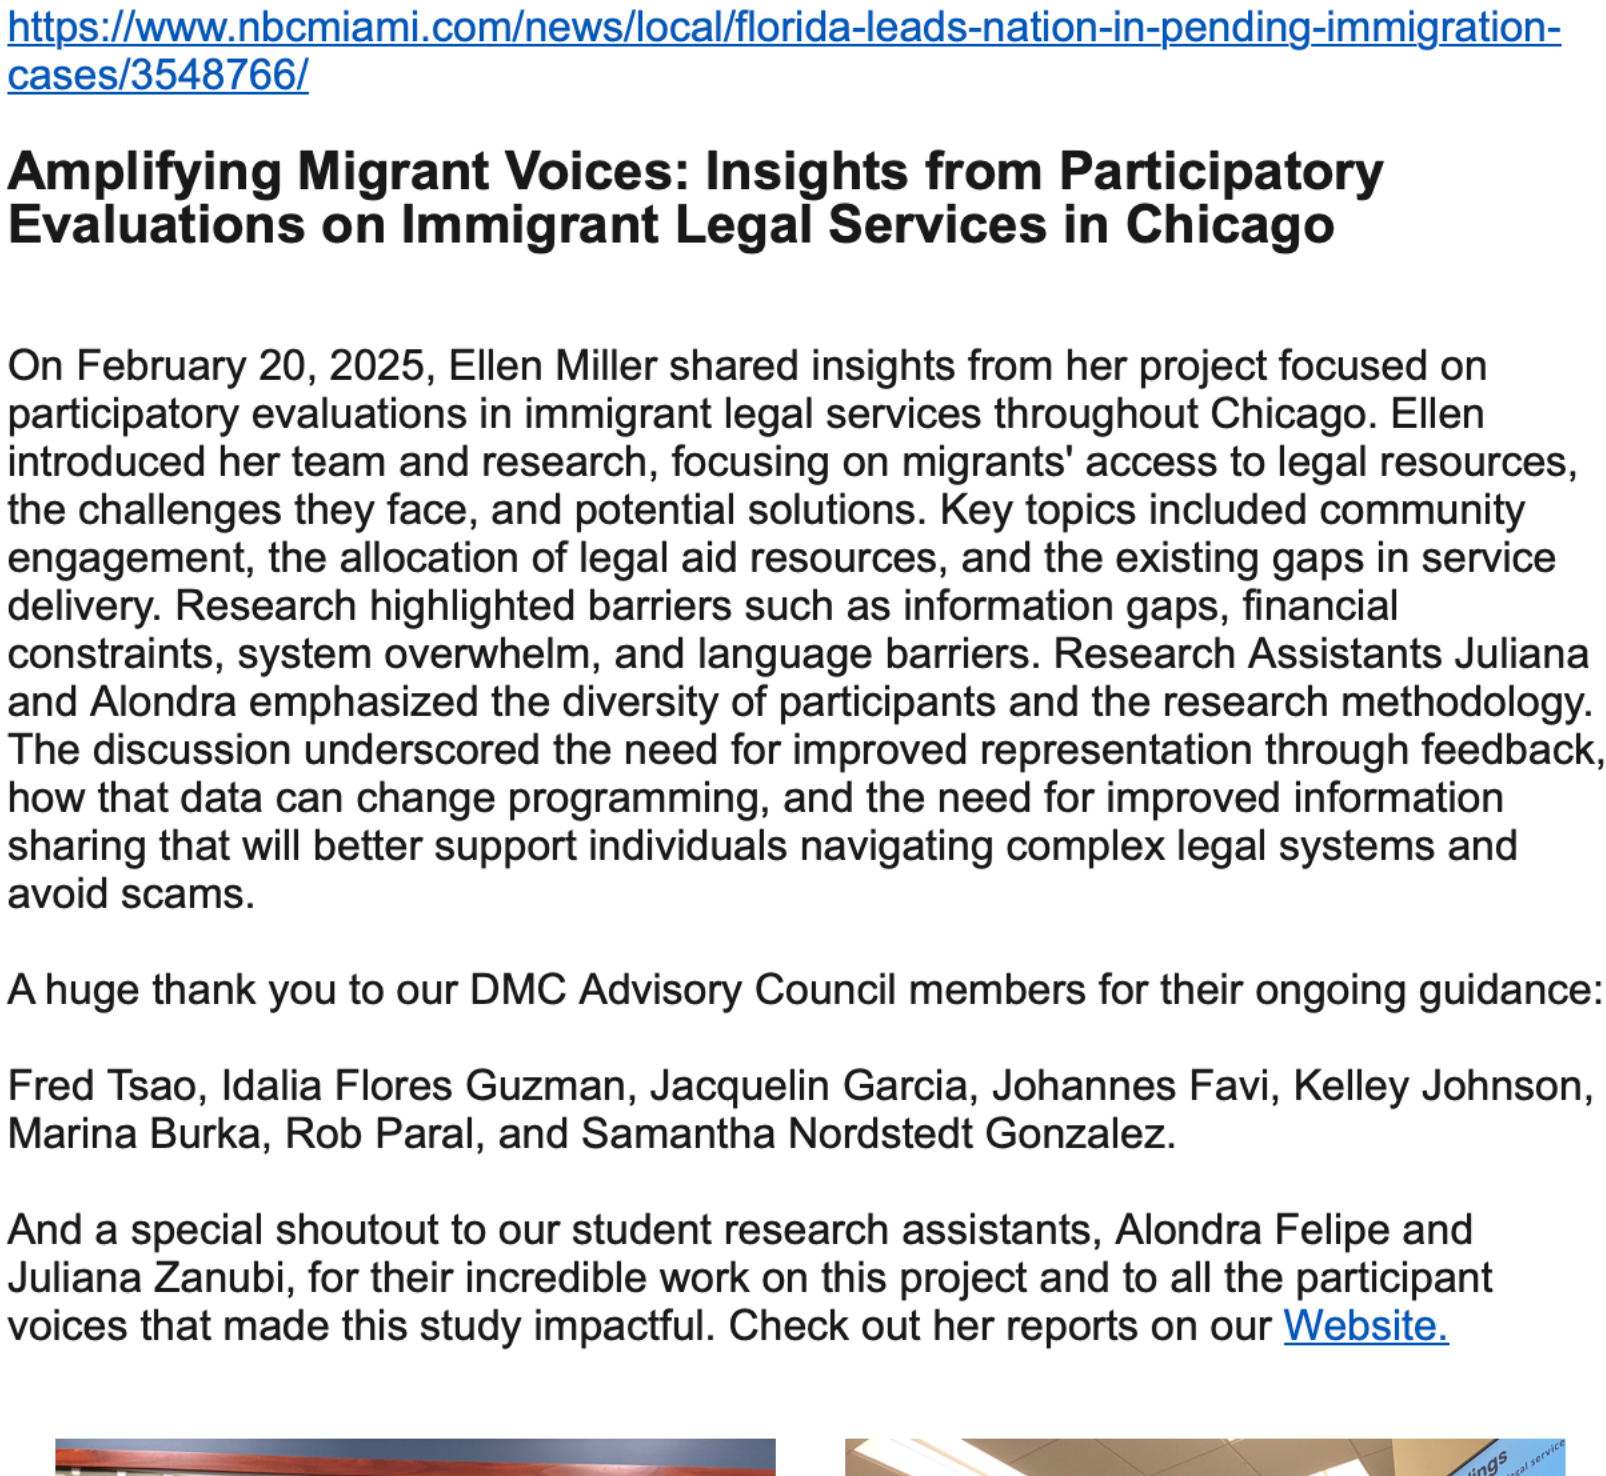 https://www.nbcmiami.com/news/local/florida-leads-nation-in-pending-immigration-
cases/3548766/
Amplifying Migrant Voices: Insights from Participatory
Evaluations on Immigrant Legal Services in Chicago
On February 20, 2025, Ellen Miller shared insights from her project focused on
participatory evaluations in immigrant legal services throughout Chicago. Ellen
introduced her team and research, focusing on migrants' access to legal resources,
the challenges they face, and potential solutions. Key topics included community
engagement, the allocation of legal aid resources, and the existing gaps in service
delivery. Research highlighted barriers such as information gaps, financial
constraints, system overwhelm, and language barriers. Research Assistants Juliana
and Alondra emphasized the diversity of participants and the research methodology.
The discussion underscored the need for improved representation through feedback,
how that data can change programming, and the need for improved information
sharing that will better support individuals navigating complex legal systems and
avoid scams.
A huge thank you to our DMC Advisory Council members for their ongoing guidance:
Fred Tsao, Idalia Flores Guzman, Jacquelin Garcia, Johannes Favi, Kelley Johnson,
Marina Burka, Rob Paral, and Samantha Nordstedt Gonzalez.
And a special shoutout to our student research assistants, Alondra Felipe and
Juliana Zanubi, for their incredible work on this project and to all the participant
voices that made this study impactful. Check out her reports on our Website.
service